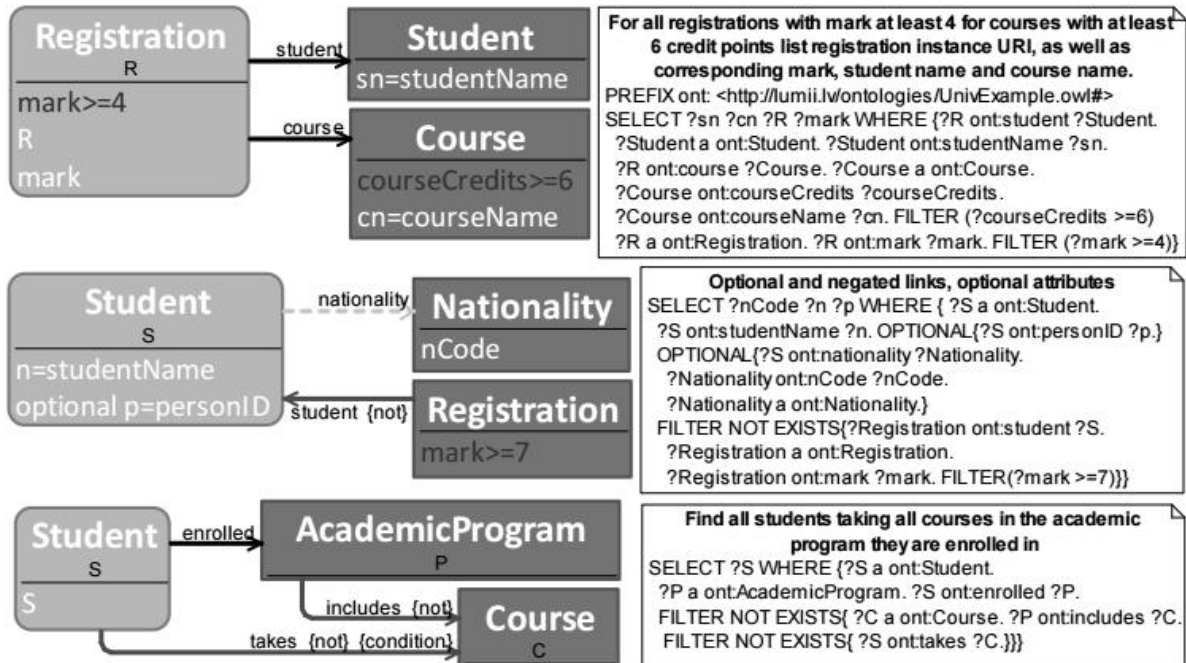 Registration
R
mark>=4
R
mark
student
course
Student
sn=studentName
Course
courseCredits>=6
cn=courseName
For all registrations with mark at least 4 for courses with at least
6 credit points list registration instance URI, as well as
corresponding mark, student name and course name.
PREFIX ont: <http://lumii.lv/ontologies/UnivExample.owl#>
SELECT ?sn ?cn ?R ?mark WHERE {?R ont:student ?Student.
?Student a ont:Student. ?Student ont:studentName ?sn.
?R ont:course ?Course. ?Course a ont:Course.
?Course ont:courseCredits ?courseCredits.
?Course ont:courseName ?cn. FILTER (?courseCredits >=6)
?R a ont:Registration. ?R ont:mark ?mark. FILTER (?mark >=4)}
Student
S
n=studentName
optional p=personID
nationality
student {not}
Nationality
nCode
Registration
mark>=7
Optional and negated links, optional attributes
SELECT ?nCode ?n ?p WHERE { ?S a ont:Student.
?S ont:studentName ?n. OPTIONAL{?S ont:personID ?p.}
OPTIONAL{?S ont:nationality ?Nationality.
?Nationality ont:nCode ?nCode.
?Nationality a ont:Nationality.}
FILTER NOT EXISTS{?Registration ont:student ?S.
?Registration a ont:Registration.
?Registration ont:mark ?mark. FILTER(?mark >=7)}}
Student
S
S
enrolled
AcademicProgram
P
includes {not}
takes {not} {condition}
Course
C
Find all students taking all courses in the academic
program they are enrolled in
SELECT ?S WHERE {?S a ont:Student.
?P a ont:AcademicProgram. ?S ont:enrolled ?P.
FILTER NOT EXISTS{ ?C a ont:Course. ?P ont:includes ?C.
FILTER NOT EXISTS{ ?S ont:takes ?C.}}}